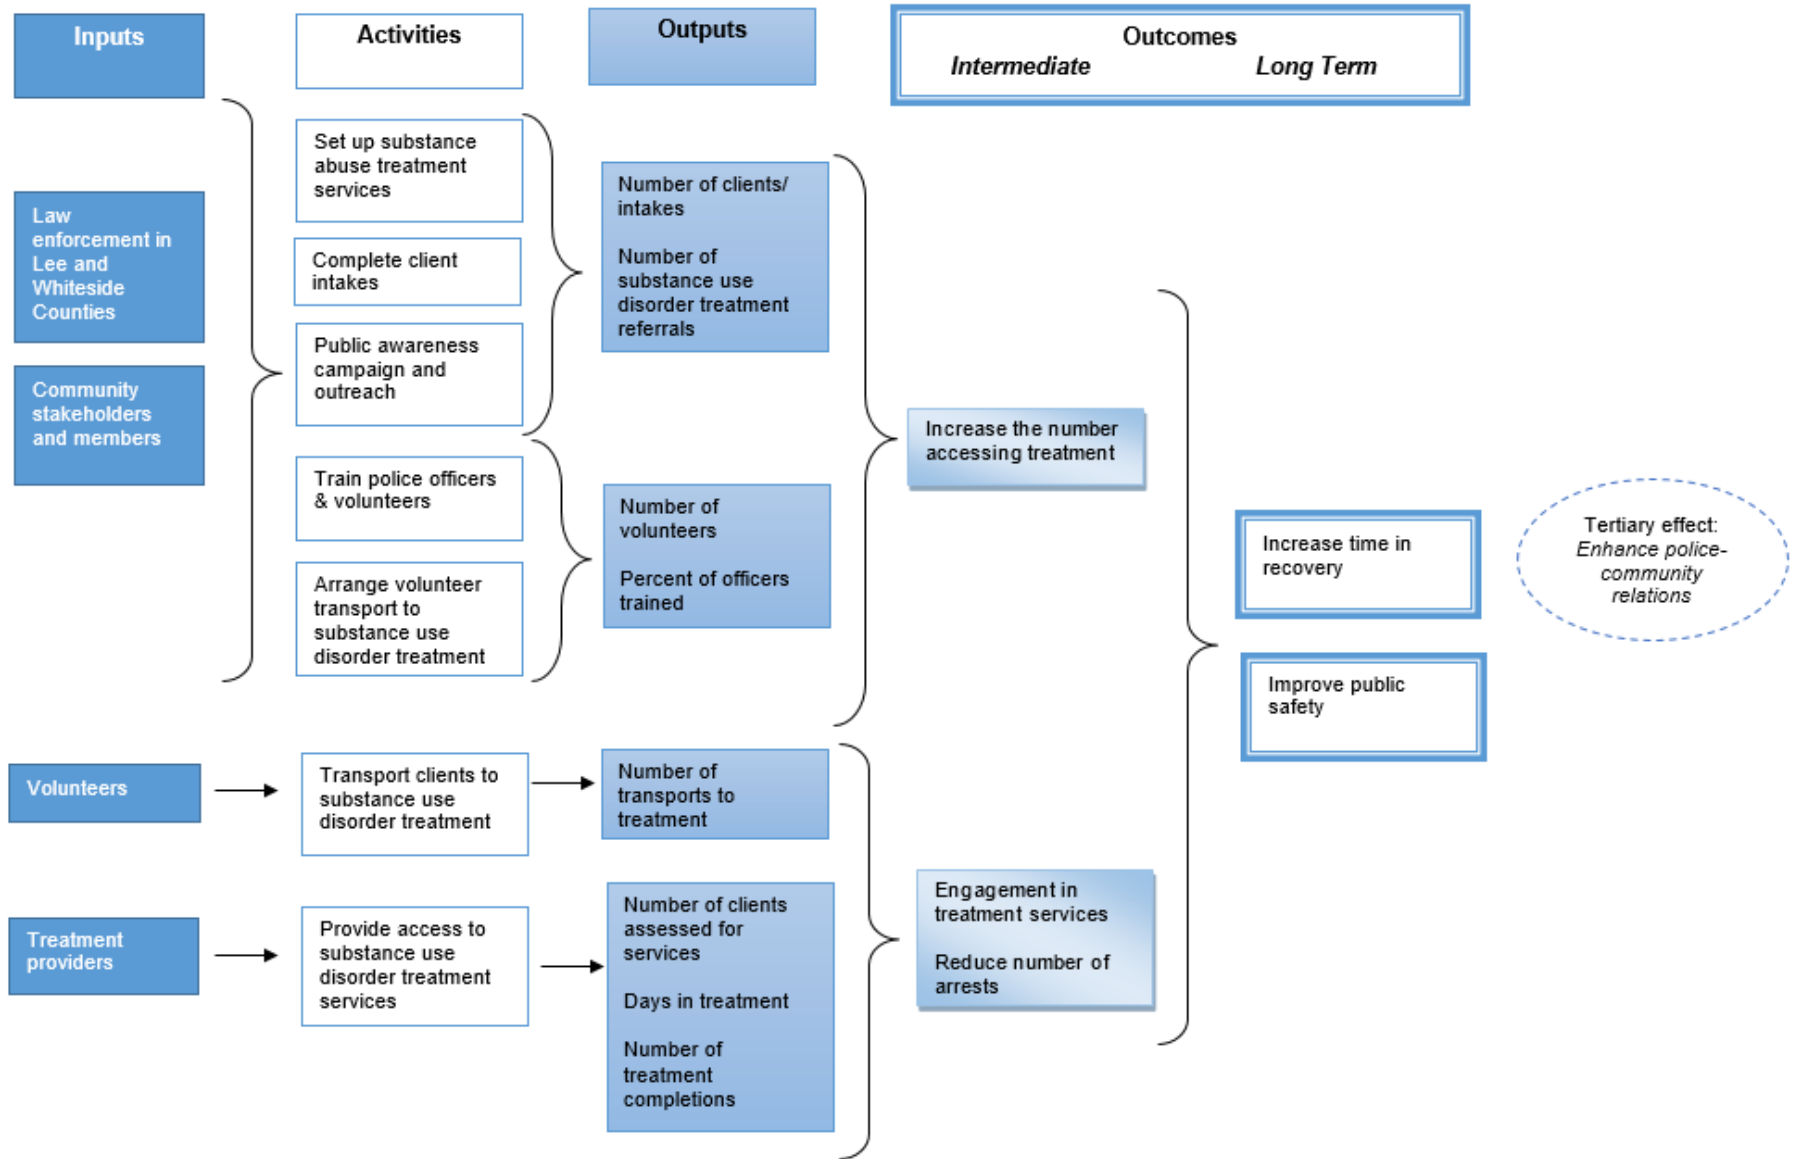 Inputs
Activities
Outputs
Outcomes
Intermediate
Long Term
Law
enforcement in
Lee and
Whiteside
Counties
Community
stakeholders
and members
Set up substance
abuse treatment
services
Complete client
intakes
Public awareness
campaign and
outreach
Train police officers
& volunteers
Arrange volunteer
transport to
substance use
disorder treatment
Number of clients/
intakes
Number of
substance use
disorder treatment
referrals
Number of
volunteers
Percent of officers
trained
Increase the number
accessing treatment
Increase time in
recovery
Improve public
safety
Tertiary effect:
Enhance police-
community
relations
Volunteers
Transport clients to
substance use
disorder treatment
Number of
transports to
treatment
Treatment
providers
Provide access to
substance use
disorder treatment
services
Number of clients
assessed for
services
Days in treatment
Number of
treatment
completions
Engagement in
treatment services
Reduce number of
arrests